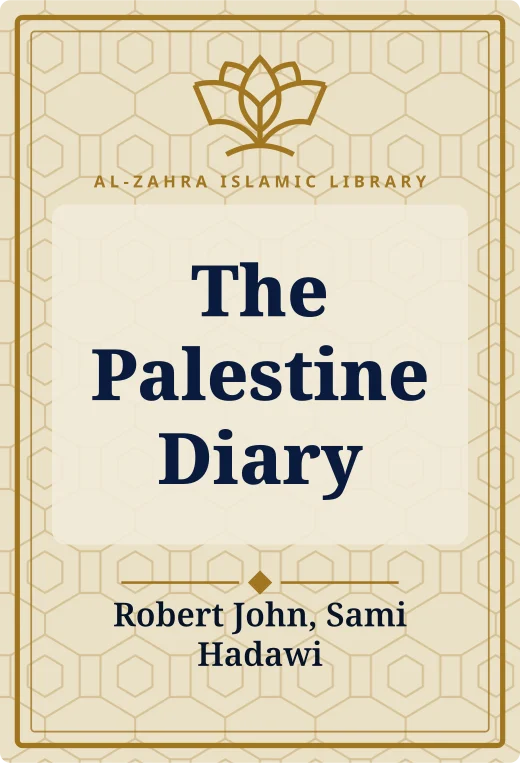 AL-ZAHRA ISLAMIC LIBRARY
The
Palestine
Diary
Robert John, Sami
Hadawi